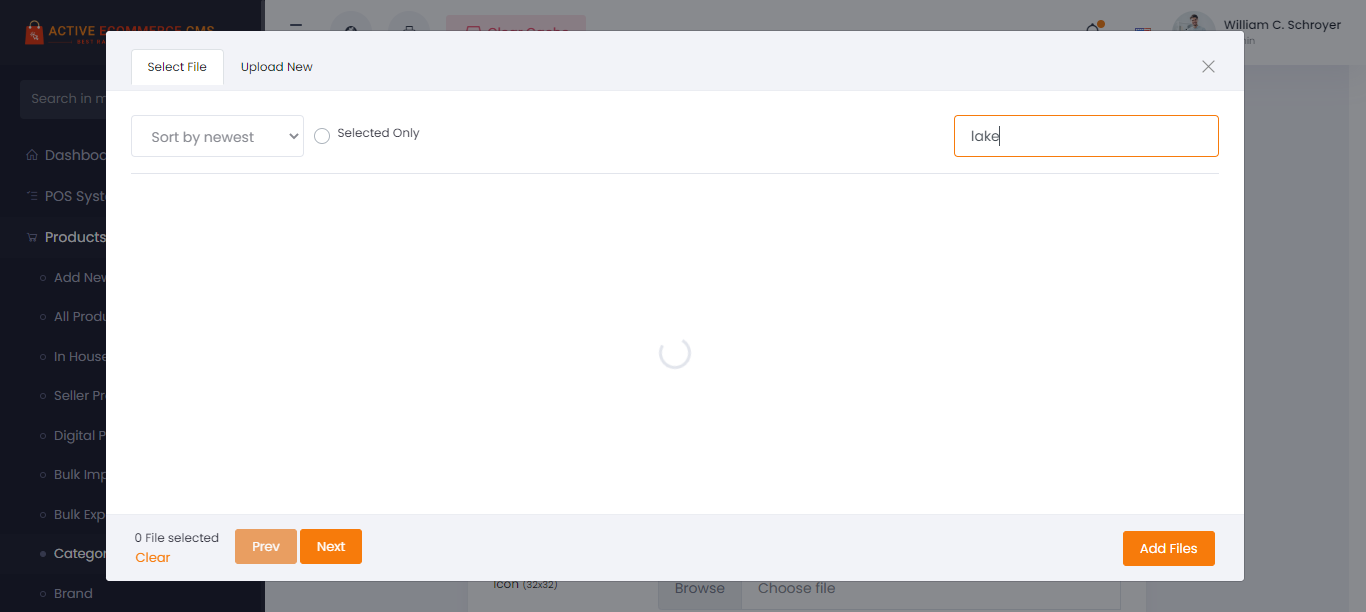 ACTIVE ECOMMERCE CMS
Clear Cache
William C. Schroyer
Select File
Upload New
Search in
Sort by newest
Selected Only
lake
Dashboa
POS Syst
Products
Add New
All Produ
In House
Seller Pr
Digital P
Bulk Imp
Bulk Exp
Categor
Brand
0 File selected
Clear
Prev
Next
Add Files
Icon (32x32)
Browse
Choose file